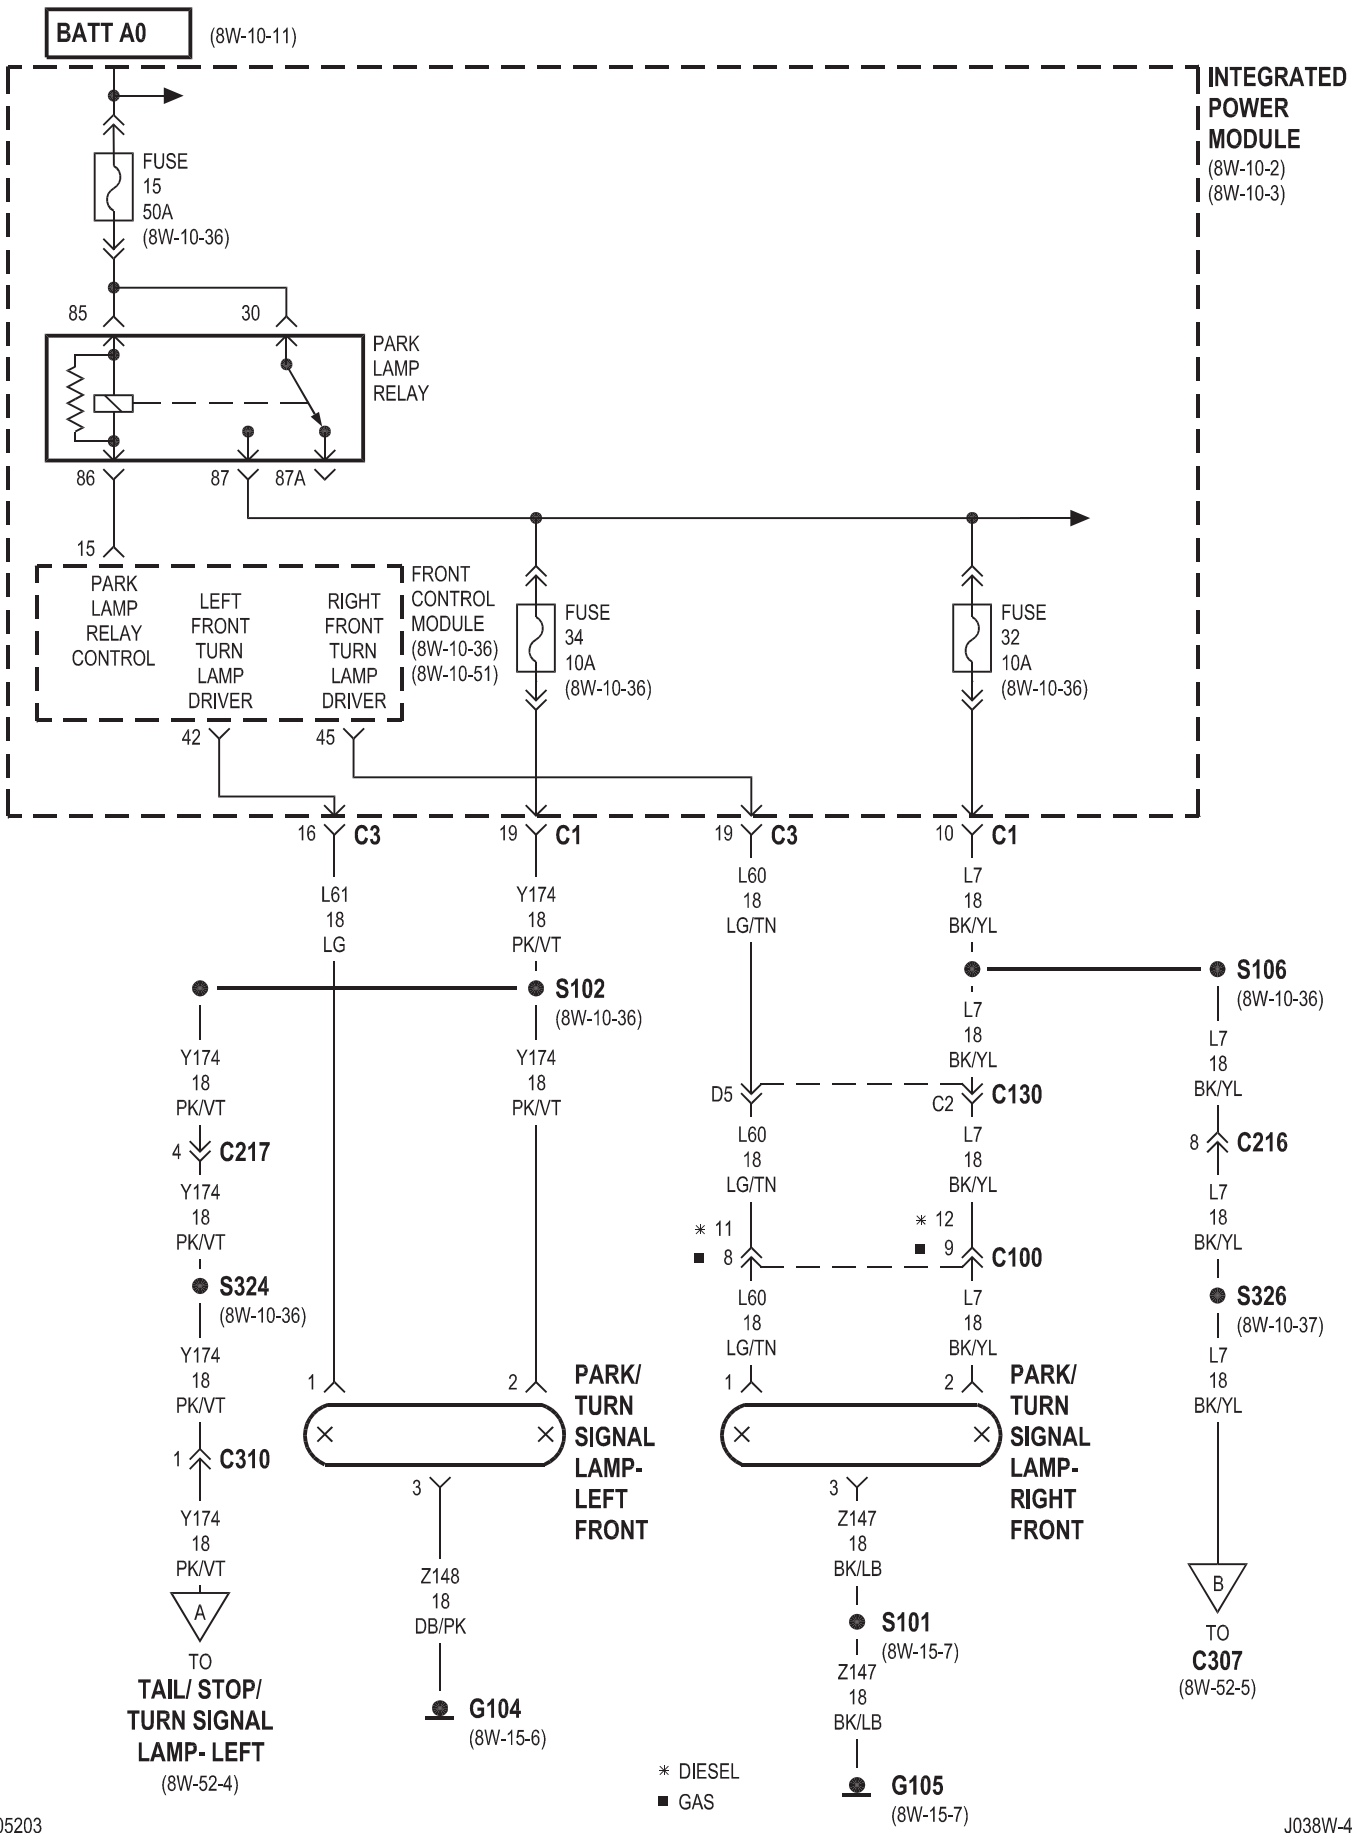 BATT A0
(8W-10-11)
INTEGRATED
POWER
MODULE
(8W-10-2)
(8W-10-3)
FUSE
15
50A
(8W-10-36)
85
30
PARK
LAMP
RELAY
86
87
87A
15
PARK
LAMP
RELAY
CONTROL
LEFT
FRONT
TURN
LAMP
DRIVER
RIGHT
FRONT
TURN
LAMP
DRIVER
FRONT
CONTROL
MODULE
(8W-10-36)
(8W-10-51)
FUSE
34
10A
(8W-10-36)
FUSE
32
10A
(8W-10-36)
42
45
16
C3
19
C1
19
C3
10
C1
L61
18
LG
Y174
18
PK/VT
L60
18
LG/TN
L7
18
BK/YL
S102
(8W-10-36)
S106
(8W-10-36)
Y174
18
PK/VT
Y174
18
PK/VT
L7
18
BK/YL
L7
18
BK/YL
D5
C2
C130
4
C217
8
C216
L60
18
LG/TN
L7
18
BK/YL
Y174
18
PK/VT
L7
18
BK/YL
* 11
■ 8
* 12
■ 9
C100
S324
(8W-10-36)
S326
(8W-10-37)
L60
18
LG/TN
L7
18
BK/YL
Y174
18
PK/VT
L7
18
BK/YL
1
2
PARK/
TURN
SIGNAL
LAMP-
LEFT
FRONT
1
2
PARK/
TURN
SIGNAL
LAMP-
RIGHT
FRONT
1
C310
3
3
Y174
18
PK/VT
Z148
18
DB/PK
Z147
18
BK/LB
A
TO
TAIL/ STOP/
TURN SIGNAL
LAMP- LEFT
(8W-52-4)
B
TO
C307
(8W-52-5)
S101
(8W-15-7)
Z147
18
BK/LB
G104
(8W-15-6)
G105
(8W-15-7)
* DIESEL
■ GAS
05203
J038W-4